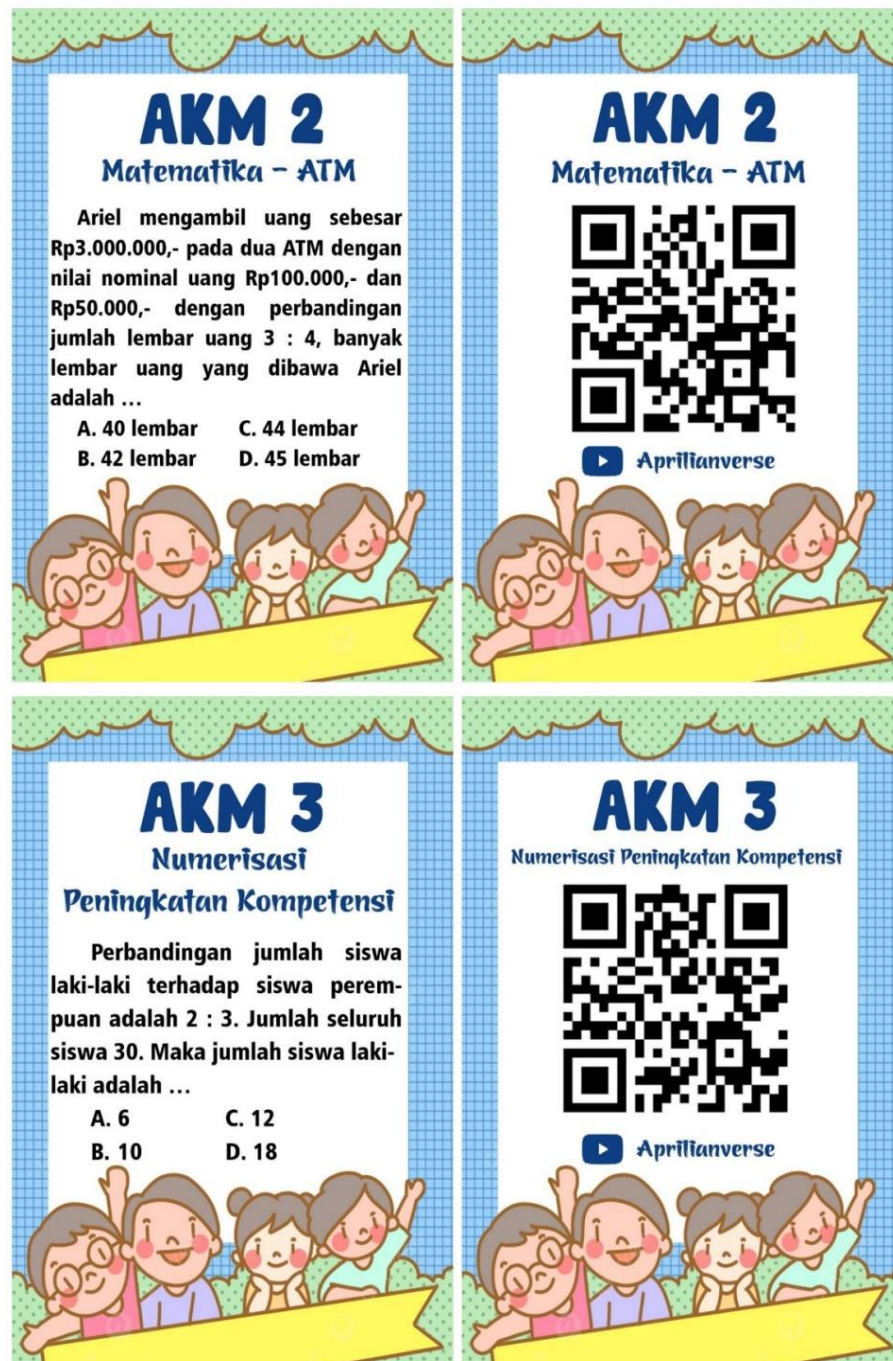 AKM 2
Matematika – ATM
Ariel mengambil uang sebesar
Rp3.000.000,- pada dua ATM dengan
nilai nominal uang Rp100.000,- dan
Rp50.000,- dengan perbandingan
jumlah lembar uang 3 : 4, banyak
lembar uang yang dibawa Ariel
adalah ...
A. 40 lembar C. 44 lembar
B. 42 lembar D. 45 lembar
AKM 2
Matematika – ATM
Aprilianverse
AKM 3
Numerisasi
Peningkatan Kompetensi
Perbandingan jumlah siswa
laki-laki terhadap siswa perem-
puan adalah 2 : 3. Jumlah seluruh
siswa 30. Maka jumlah siswa laki-
laki adalah ...
A. 6 C. 12
B. 10 D. 18
AKM 3
Numerisasi Peningkatan Kompetensi
Aprilianverse